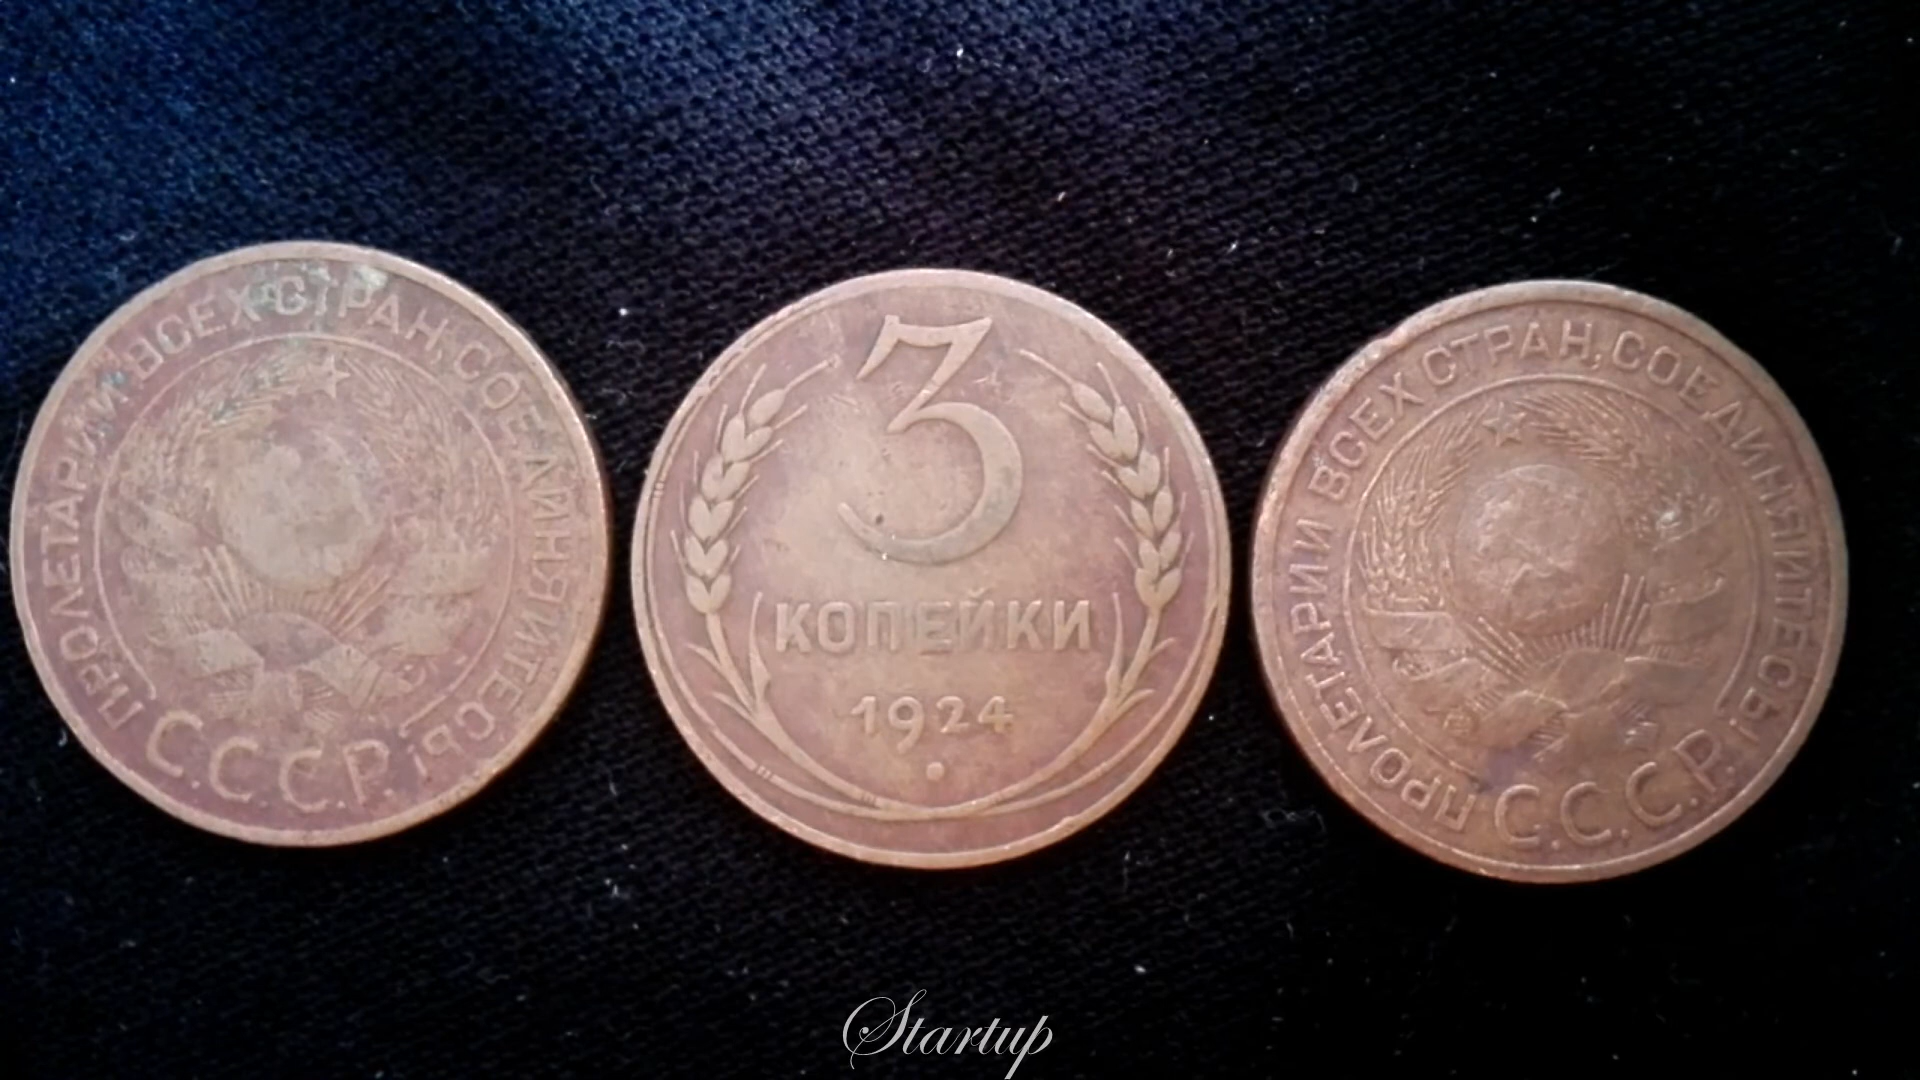 ПРОЛЕТАРИИ ВСЕХ СТРАН, СОЕДИНЯЙТЕСЬ!
С.С.С.Р.
3
КОПЕЙКИ
1924
ПРОЛЕТАРИИ ВСЕХ СТРАН, СОЕДИНЯЙТЕСЬ!
С.С.С.Р.
Startup